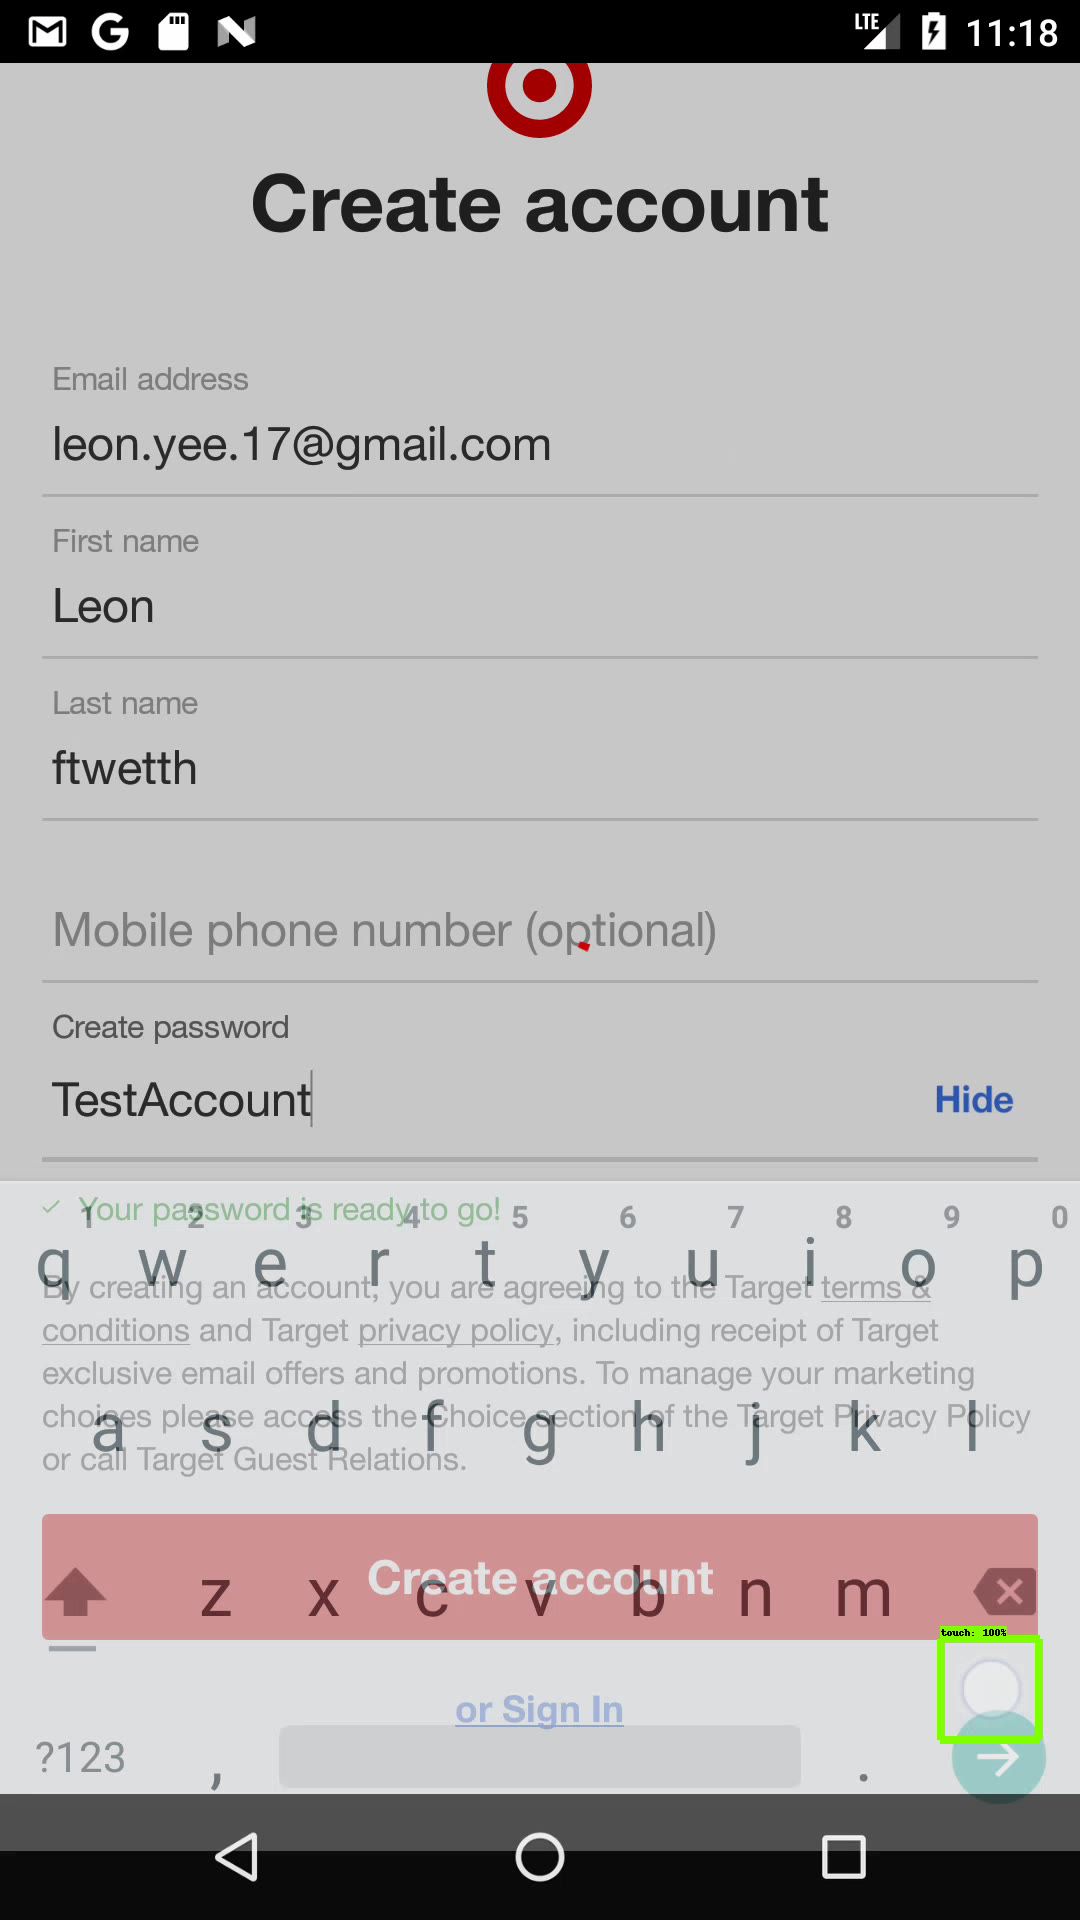 LTE 11:18
Create account
Email address
leon.yee.17@gmail.com
First name
Leon
Last name
ftwetth
Mobile phone number (optional)
Create password
TestAccount Hide
Your password is ready to go!
1 2 3 4 5 6 7 8 9 0
q w e r t y u i o p
By creating an account, you are agreeing to the Target terms &
conditions and Target privacy policy, including receipt of Target
exclusive email offers and promotions. To manage your marketing
choices please access the Choice section of the Target Privacy Policy
or call Target Guest Relations.
a s d f g h j k l
Create account
z x c v b n m
touch: 100%
or Sign In
?123 , .